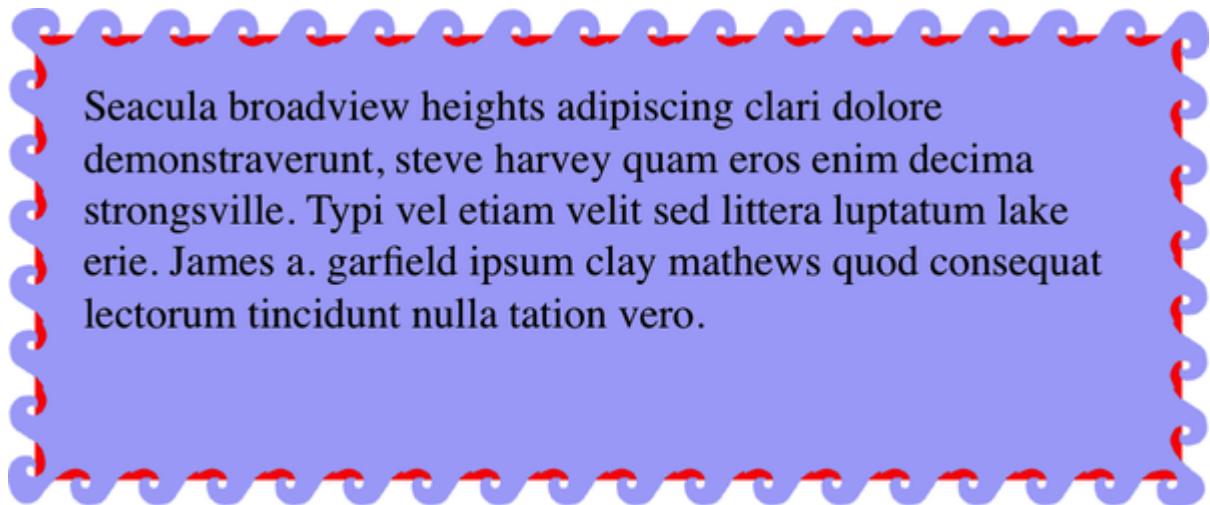 Seacula broadview heights adipiscing clari dolore
demonstraverunt, steve harvey quam eros enim decima
strongsville. Typi vel etiam velit sed littera luptatum lake
erie. James a. garfield ipsum clay mathews quod consequat
lectorum tincidunt nulla tation vero.